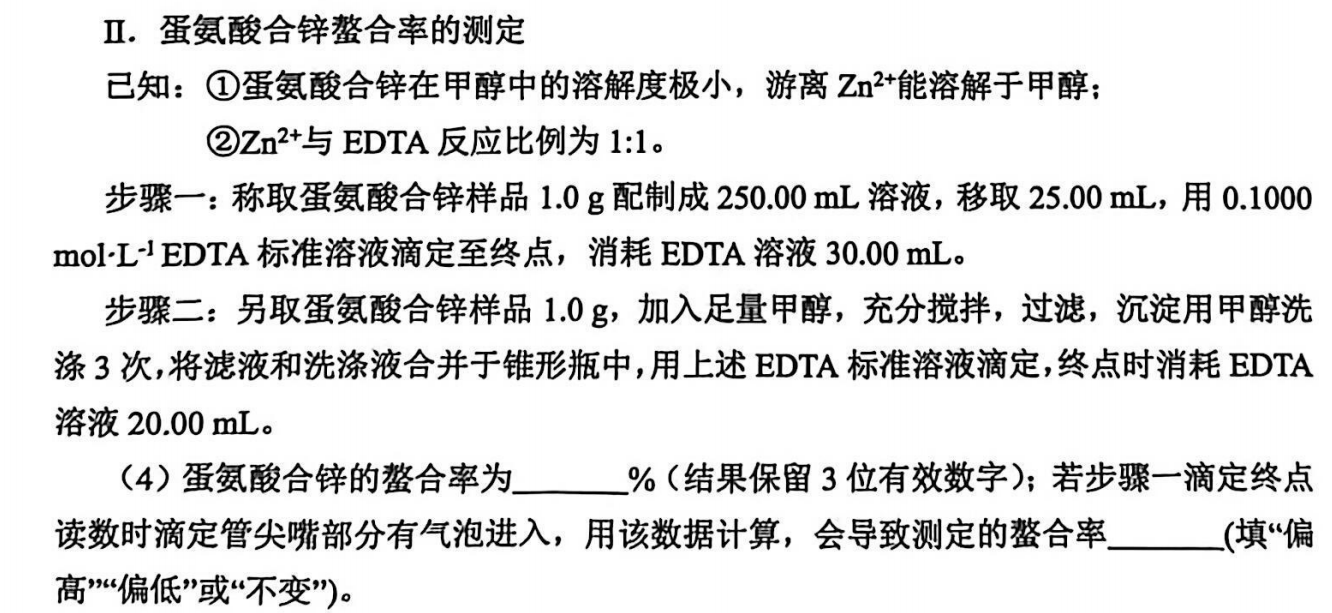 Ⅱ．蛋氨酸合锌螯合率的测定
已知：①蛋氨酸合锌在甲醇中的溶解度极小，游离 Zn²⁺能溶解于甲醇；
②Zn²⁺与 EDTA 反应比例为 1:1。
步骤一：称取蛋氨酸合锌样品 1.0 g 配制成 250.00 mL 溶液，移取 25.00 mL，用 0.1000
mol·L⁻¹ EDTA 标准溶液滴定至终点，消耗 EDTA 溶液 30.00 mL。
步骤二：另取蛋氨酸合锌样品 1.0 g，加入足量甲醇，充分搅拌，过滤，沉淀用甲醇洗
涤 3 次，将滤液和洗涤液合并于锥形瓶中，用上述 EDTA 标准溶液滴定，终点时消耗 EDTA
溶液 20.00 mL。
（4）蛋氨酸合锌的螯合率为_______%（结果保留 3 位有效数字）；若步骤一滴定终点
读数时滴定管尖嘴部分有气泡进入，用该数据计算，会导致测定的螯合率_______(填“偏
高”“偏低”或“不变”)。